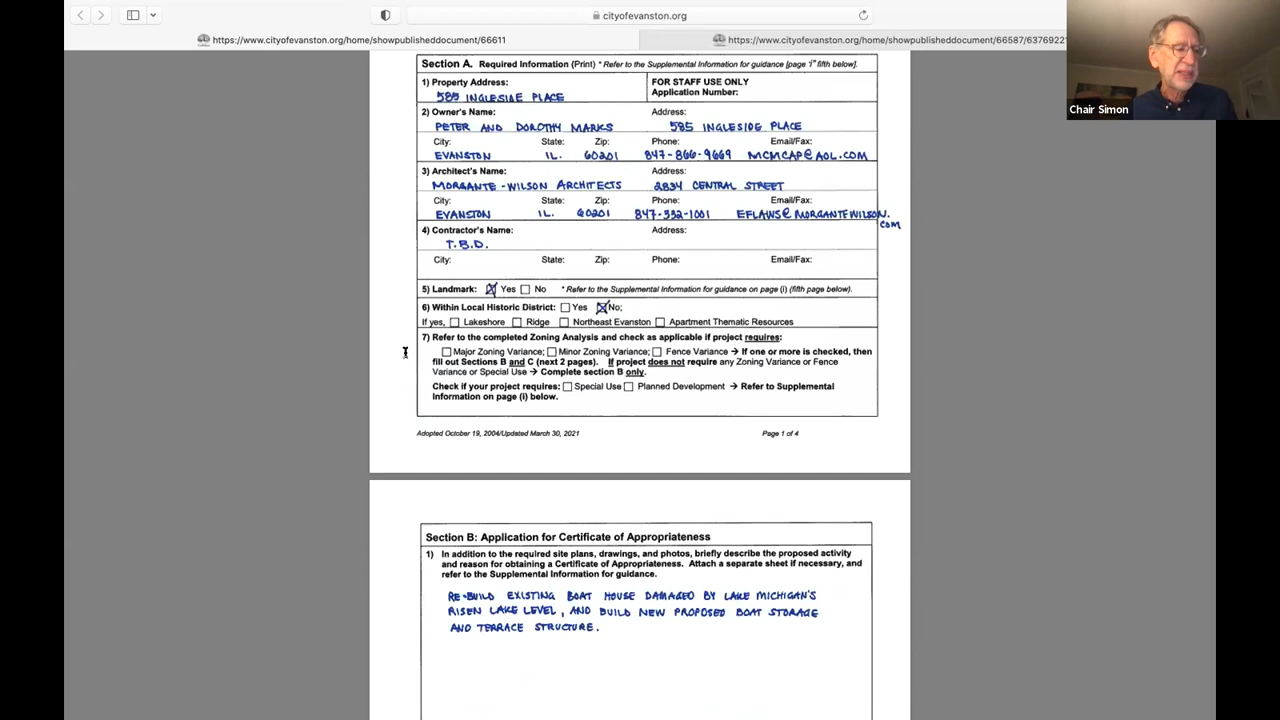 cityofevanston.org
https://www.cityofevanston.org/home/showpublisheddocument/66611
https://www.cityofevanston.org/home/showpublisheddocument/66587/6376922
Chair Simon
Section A. Required Information (Print) * Refer to the Supplemental Information for guidance [page "i" fifth below].
1) Property Address:
FOR STAFF USE ONLY
585 INGLESIDE PLACE
Application Number:
2) Owner's Name: Address:
PETER AND DOROTHY MARKS 585 INGLESIDE PLACE
City: State: Zip: Phone: Email/Fax:
EVANSTON IL. 60201 847-866-9669 MCMCAP@AOL.COM
3) Architect's Name: Address:
MORGANTE-WILSON ARCHITECTS 2834 CENTRAL STREET
City: State: Zip: Phone: Email/Fax:
EVANSTON IL. 60201 847-332-1001 EFLAWS@MORGANTEWILSON.
COM
4) Contractor's Name: Address:
T.B.D.
City: State: Zip: Phone: Email/Fax:
5) Landmark: Yes No * Refer to the Supplemental Information for guidance on page (i) (fifth page below).
6) Within Local Historic District: Yes No;
If yes, Lakeshore Ridge Northeast Evanston Apartment Thematic Resources
7) Refer to the completed Zoning Analysis and check as applicable if project requires:
Major Zoning Variance; Minor Zoning Variance; Fence Variance → If one or more is checked, then
fill out Sections B and C (next 2 pages). If project does not require any Zoning Variance or Fence
Variance or Special Use → Complete section B only.
Check if your project requires: Special Use Planned Development → Refer to Supplemental
Information on page (i) below.
Adopted October 19, 2004/Updated March 30, 2021 Page 1 of 4
Section B: Application for Certificate of Appropriateness
1) In addition to the required site plans, drawings, and photos, briefly describe the proposed activity
and reason for obtaining a Certificate of Appropriateness. Attach a separate sheet if necessary, and
refer to the Supplemental Information for guidance.
RE-BUILD EXISTING BOAT HOUSE DAMAGED BY LAKE MICHIGAN'S
RISEN LAKE LEVEL, AND BUILD NEW PROPOSED BOAT STORAGE
AND TERRACE STRUCTURE.